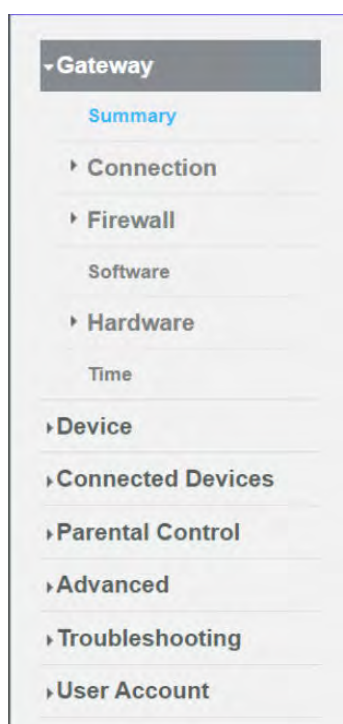 Gateway
Summary
Connection
Firewall
Software
Hardware
Time
Device
Connected Devices
Parental Control
Advanced
Troubleshooting
User Account